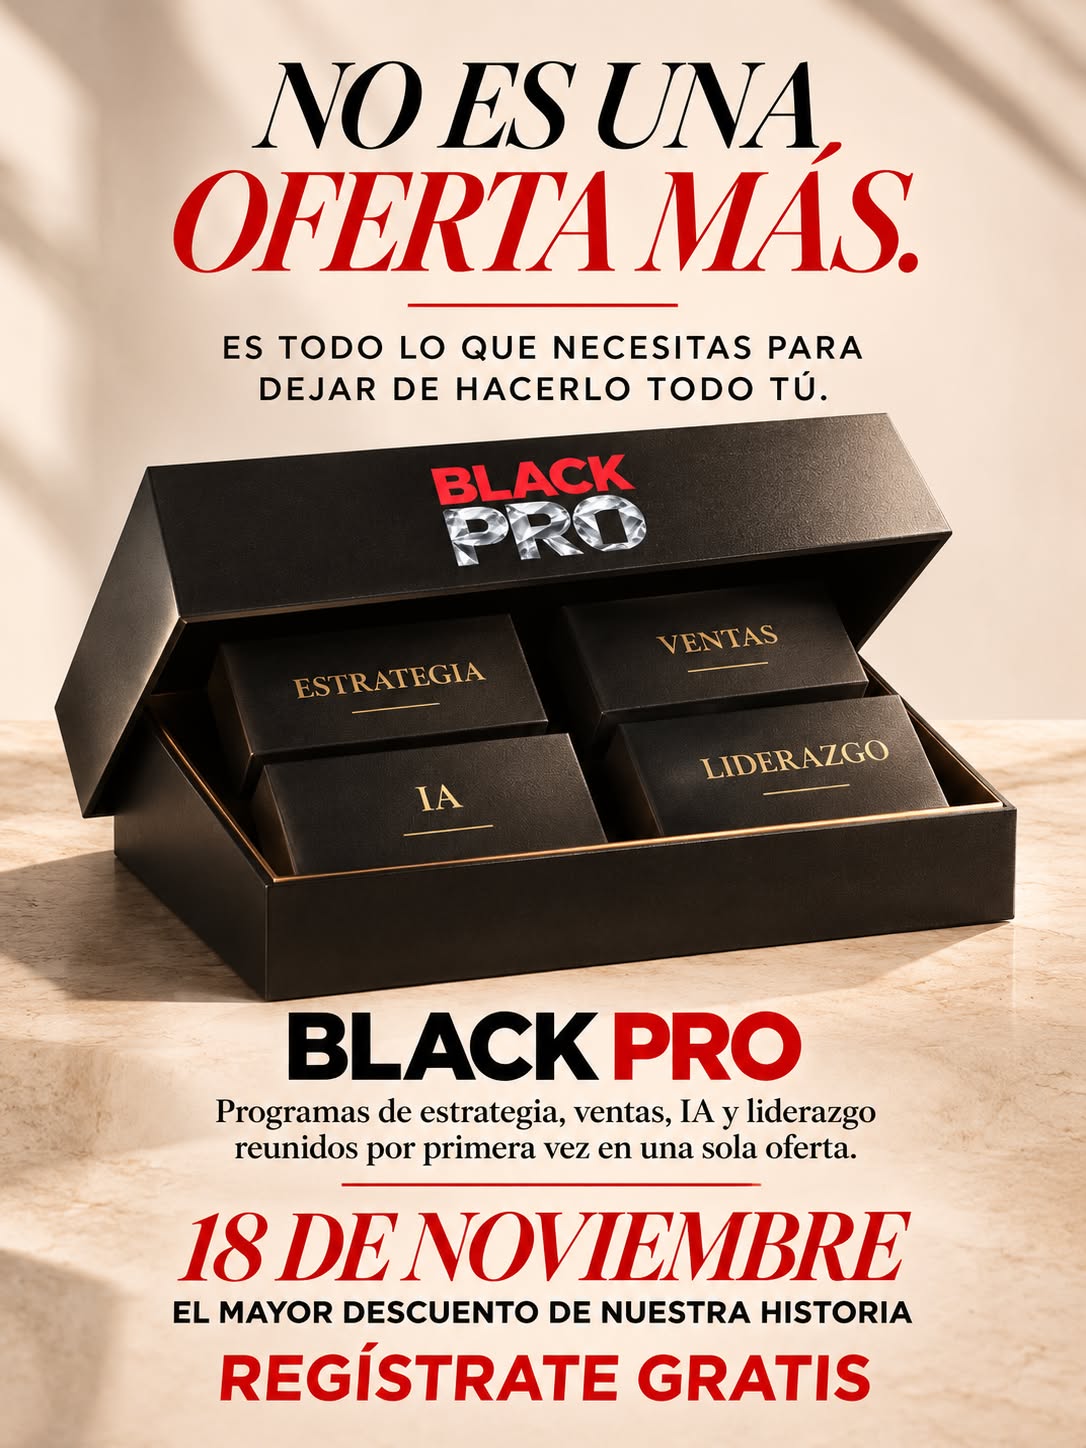 NO ES UNA
OFERTA MÁS.
ES TODO LO QUE NECESITAS PARA
DEJAR DE HACERLO TODO TÚ.
BLACK
PRO
ESTRATEGIA
VENTAS
IA
LIDERAZGO
BLACK PRO
Programas de estrategia, ventas, IA y liderazgo
reunidos por primera vez en una sola oferta.
18 DE NOVIEMBRE
EL MAYOR DESCUENTO DE NUESTRA HISTORIA
REGÍSTRATE GRATIS